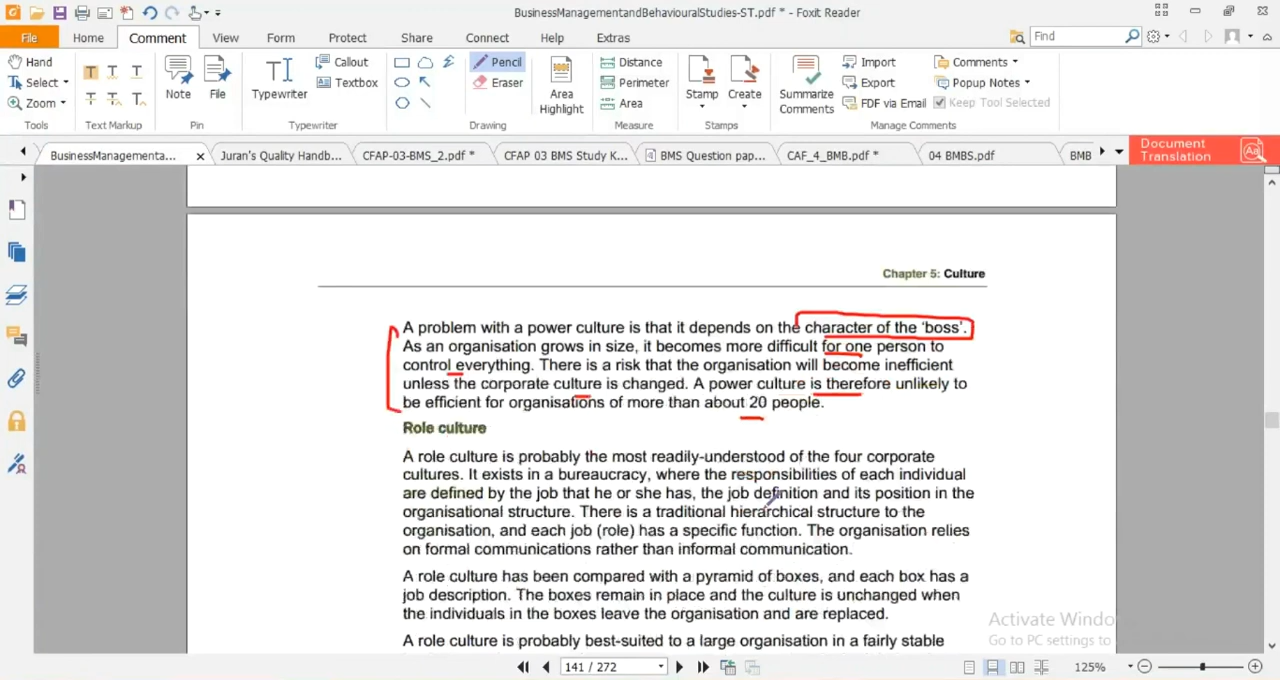 BusinessManagementandBehaviouralStudies-ST.pdf * - Foxit Reader
File Home Comment View Form Protect Share Connect Help Extras Find
Hand Select Zoom
Tools
T T T
T T T
Text Markup
Note File
Pin
Typewriter Callout Textbox
Typewriter
Pencil Eraser
Drawing
Area Highlight
Distance Perimeter Area
Measure
Stamp Create
Stamps
Summarize Comments Import Export FDF via Email Comments Popup Notes Keep Tool Selected
Manage Comments
BusinessManagementa... x Juran's Quality Handb... CFAP-03-BMS_2.pdf * CFAP 03 BMS Study K... BMS Question pap... CAF_4_BMB.pdf * 04 BMBS.pdf BMB Document Translation
Chapter 5: Culture
A problem with a power culture is that it depends on the character of the ‘boss’.
As an organisation grows in size, it becomes more difficult for one person to
control everything. There is a risk that the organisation will become inefficient
unless the corporate culture is changed. A power culture is therefore unlikely to
be efficient for organisations of more than about 20 people.
Role culture
A role culture is probably the most readily-understood of the four corporate
cultures. It exists in a bureaucracy, where the responsibilities of each individual
are defined by the job that he or she has, the job definition and its position in the
organisational structure. There is a traditional hierarchical structure to the
organisation, and each job (role) has a specific function. The organisation relies
on formal communications rather than informal communication.
A role culture has been compared with a pyramid of boxes, and each box has a
job description. The boxes remain in place and the culture is unchanged when
the individuals in the boxes leave the organisation and are replaced.
A role culture is probably best-suited to a large organisation in a fairly stable
Activate Windo
Go to PC settings to
141 / 272 125%